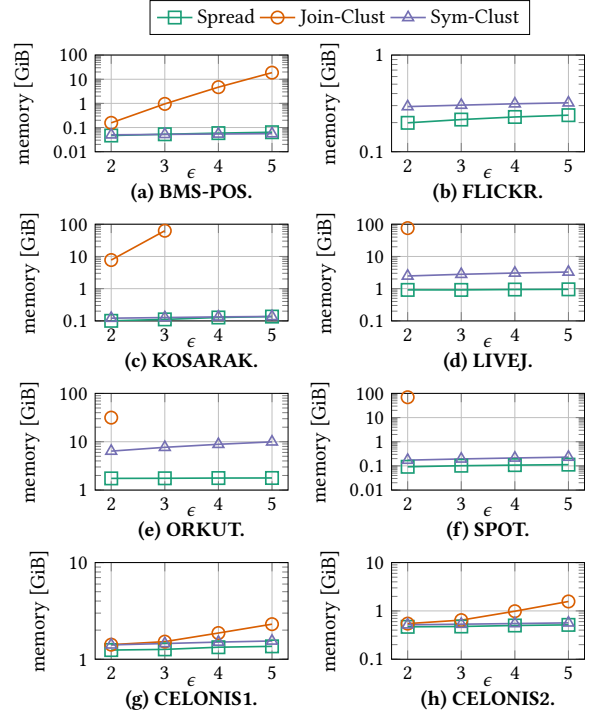 Spread Join-Clust Sym-Clust
memory [GiB]
100
10
1
0.1
0.01
2 3 4 5
ϵ
(a) BMS-POS.
memory [GiB]
1
0.1
2 3 4 5
ϵ
(b) FLICKR.
memory [GiB]
100
10
1
0.1
2 3 4 5
ϵ
(c) KOSARAK.
memory [GiB]
100
10
1
0.1
2 3 4 5
ϵ
(d) LIVEJ.
memory [GiB]
100
10
1
2 3 4 5
ϵ
(e) ORKUT.
memory [GiB]
100
10
1
0.1
0.01
2 3 4 5
ϵ
(f) SPOT.
memory [GiB]
10
1
2 3 4 5
ϵ
(g) CELONIS1.
memory [GiB]
10
1
0.1
2 3 4 5
ϵ
(h) CELONIS2.